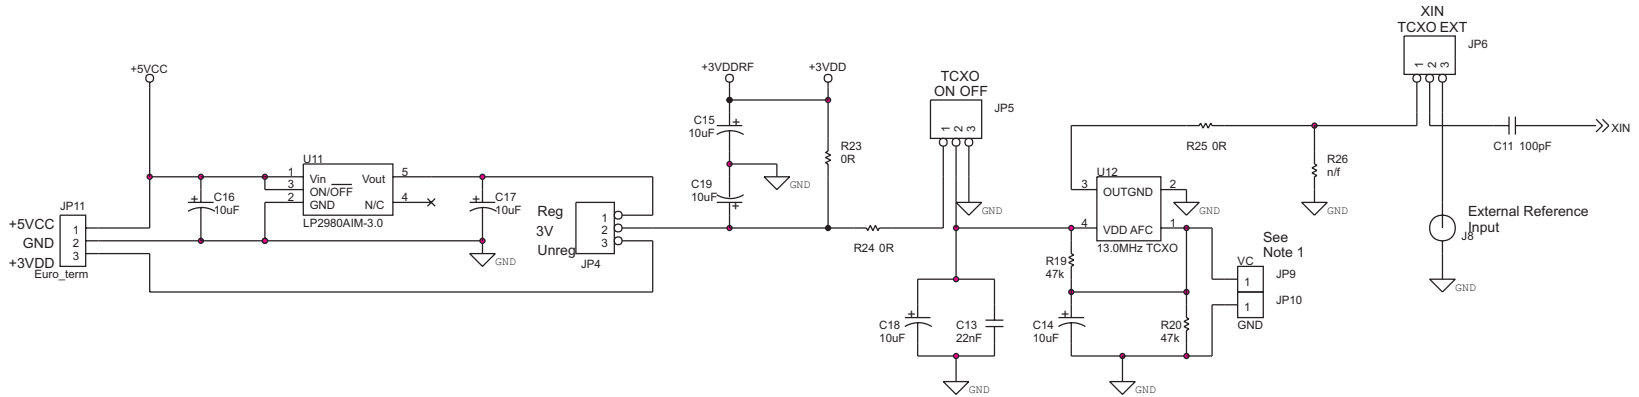 +5VCC
JP11
+5VCC
1
GND
2
+3VDD
3
Euro_term
C16
10uF
U11
1
3
2
Vin
ON/OFF
GND
Vout
N/C
5
4
LP2980AIM-3.0
C17
10uF
GND
Reg
3V
Unreg
1
2
3
JP4
+3VDDRF
+3VDD
C15
10uF
C19
10uF
GND
R23
0R
R24 0R
TCXO
ON OFF
JP5
1 2 3
GND
C18
10uF
C13
22nF
GND
U12
3
OUT
GND
2
4
VDD
AFC
1
13.0MHz TCXO
GND
R19
47k
C14
10uF
R20
47k
GND
See
Note 1
VC
1
JP9
1
JP10
GND
R25 0R
R26
n/f
GND
XIN
TCXO EXT
JP6
1 2 3
C11 100pF
XIN
External Reference
Input
J8
GND